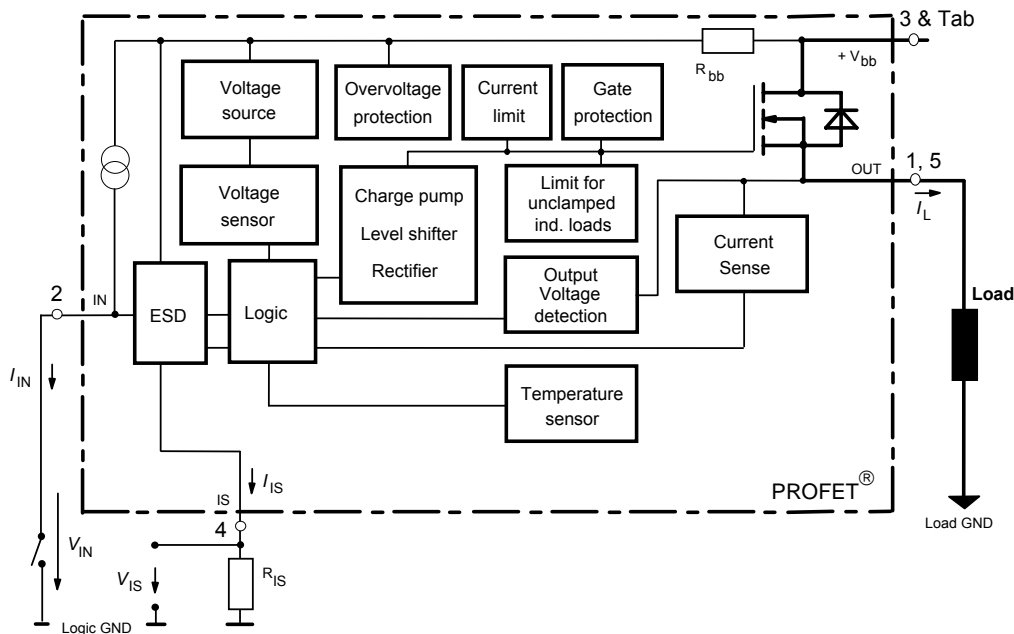 3 & Tab
R bb
+ V bb
Voltage
source
Overvoltage
protection
Current
limit
Gate
protection
Voltage
sensor
Charge pump
Level shifter
Rectifier
Limit for
unclamped
ind. loads
OUT
1, 5
I L
Current
Sense
2
IN
ESD
Logic
Output
Voltage
detection
Load
I IN
Temperature
sensor
I IS
IS
PROFET®
4
Load GND
V IN
V IS
R IS
Logic GND